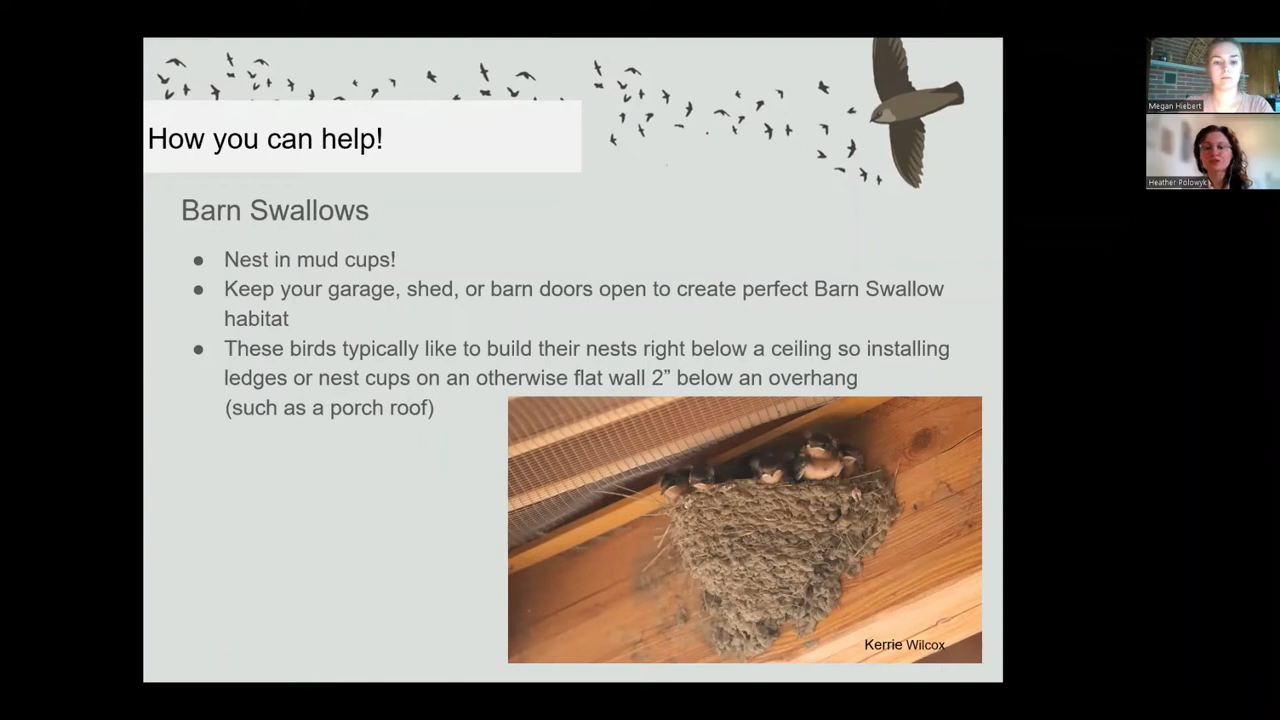 How you can help!
Barn Swallows
● Nest in mud cups!
● Keep your garage, shed, or barn doors open to create perfect Barn Swallow
habitat
● These birds typically like to build their nests right below a ceiling so installing
ledges or nest cups on an otherwise flat wall 2” below an overhang
(such as a porch roof)
Kerrie Wilcox
Megan Hiebert
Heather Polowyk